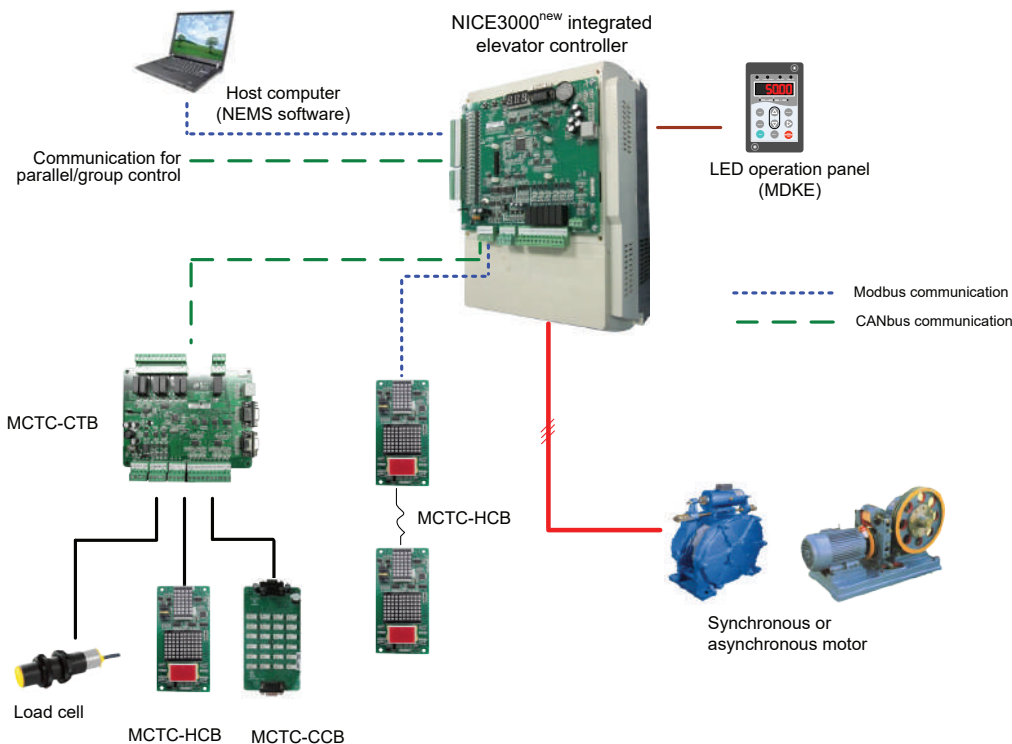 NICE3000new integrated
elevator controller
Host computer
(NEMS software)
Communication for
parallel/group control
5000
LED operation panel
(MDKE)
Modbus communication
CANbus communication
MCTC-CTB
MCTC-HCB
Synchronous or
asynchronous motor
Load cell
MCTC-HCB
MCTC-CCB